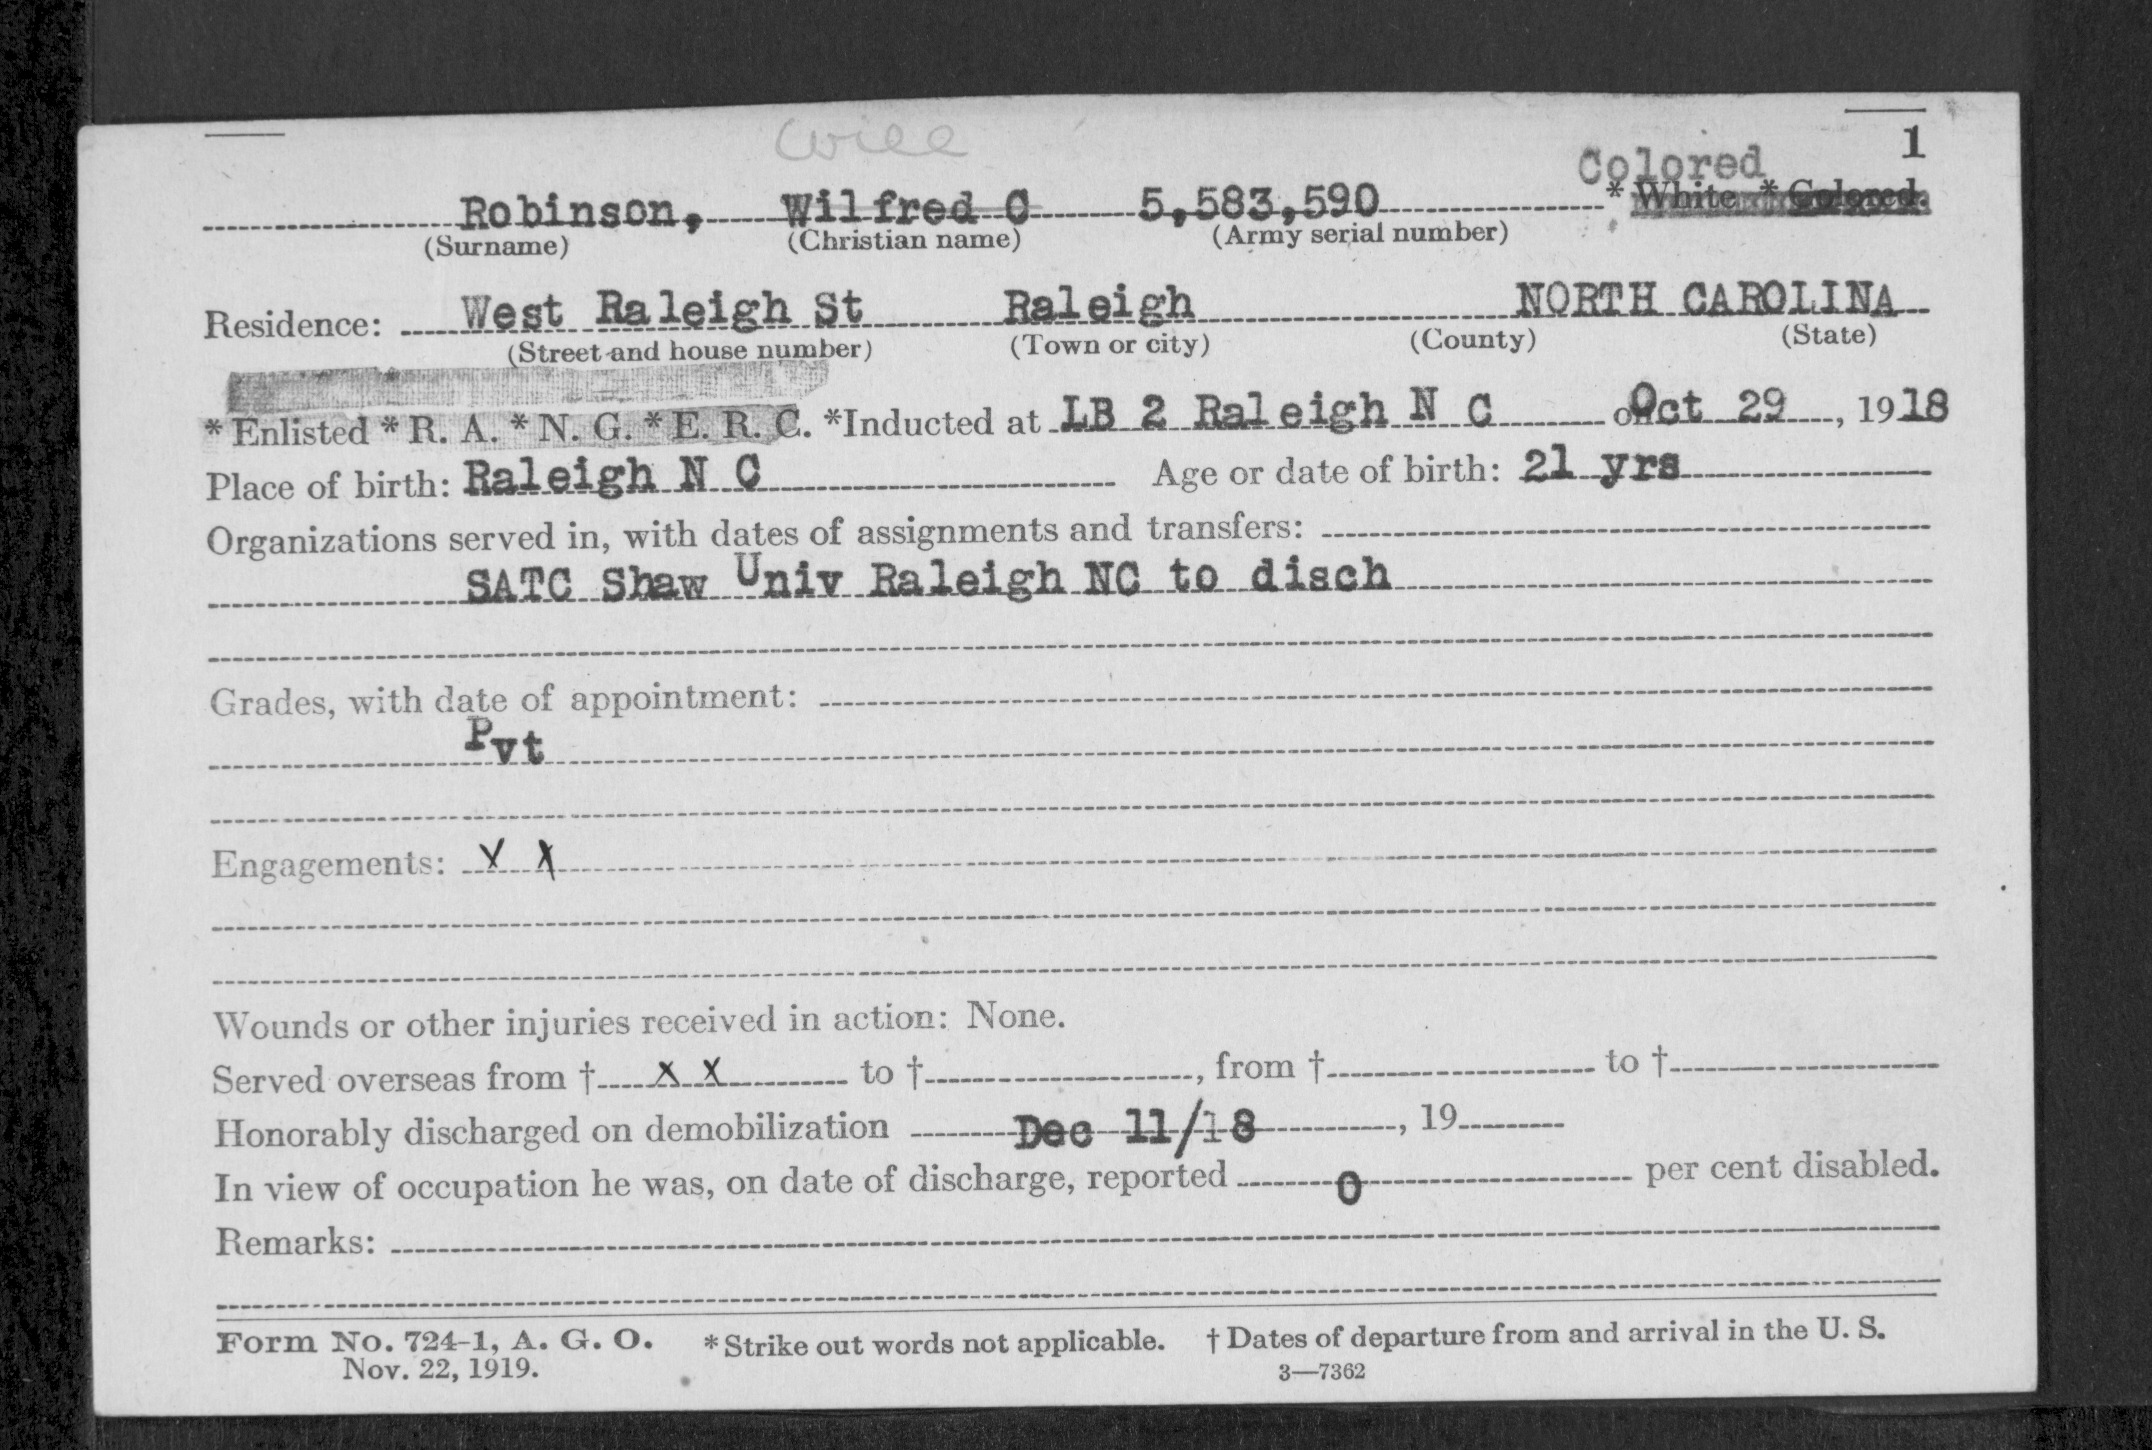 Will
1
Colored
Robinson, Wilfred C 5,583,590 * White * Colored.
(Surname) (Christian name) (Army serial number)
Residence: West Raleigh St Raleigh NORTH CAROLINA
(Street and house number) (Town or city) (County) (State)
* Enlisted * R. A. * N. G. * E. R. C. *Inducted at LB 2 Raleigh N C on Oct 29, 1918
Place of birth: Raleigh N C Age or date of birth: 21 yrs
Organizations served in, with dates of assignments and transfers:
SATC Shaw Univ Raleigh NC to disch
Grades, with date of appointment:
Pvt
Engagements: x x
Wounds or other injuries received in action: None.
Served overseas from † x x to †, from † to †
Honorably discharged on demobilization Dec 11/18, 19
In view of occupation he was, on date of discharge, reported 0 per cent disabled.
Remarks:
Form No. 724-1, A. G. O. * Strike out words not applicable. † Dates of departure from and arrival in the U. S.
Nov. 22, 1919. 3—7362